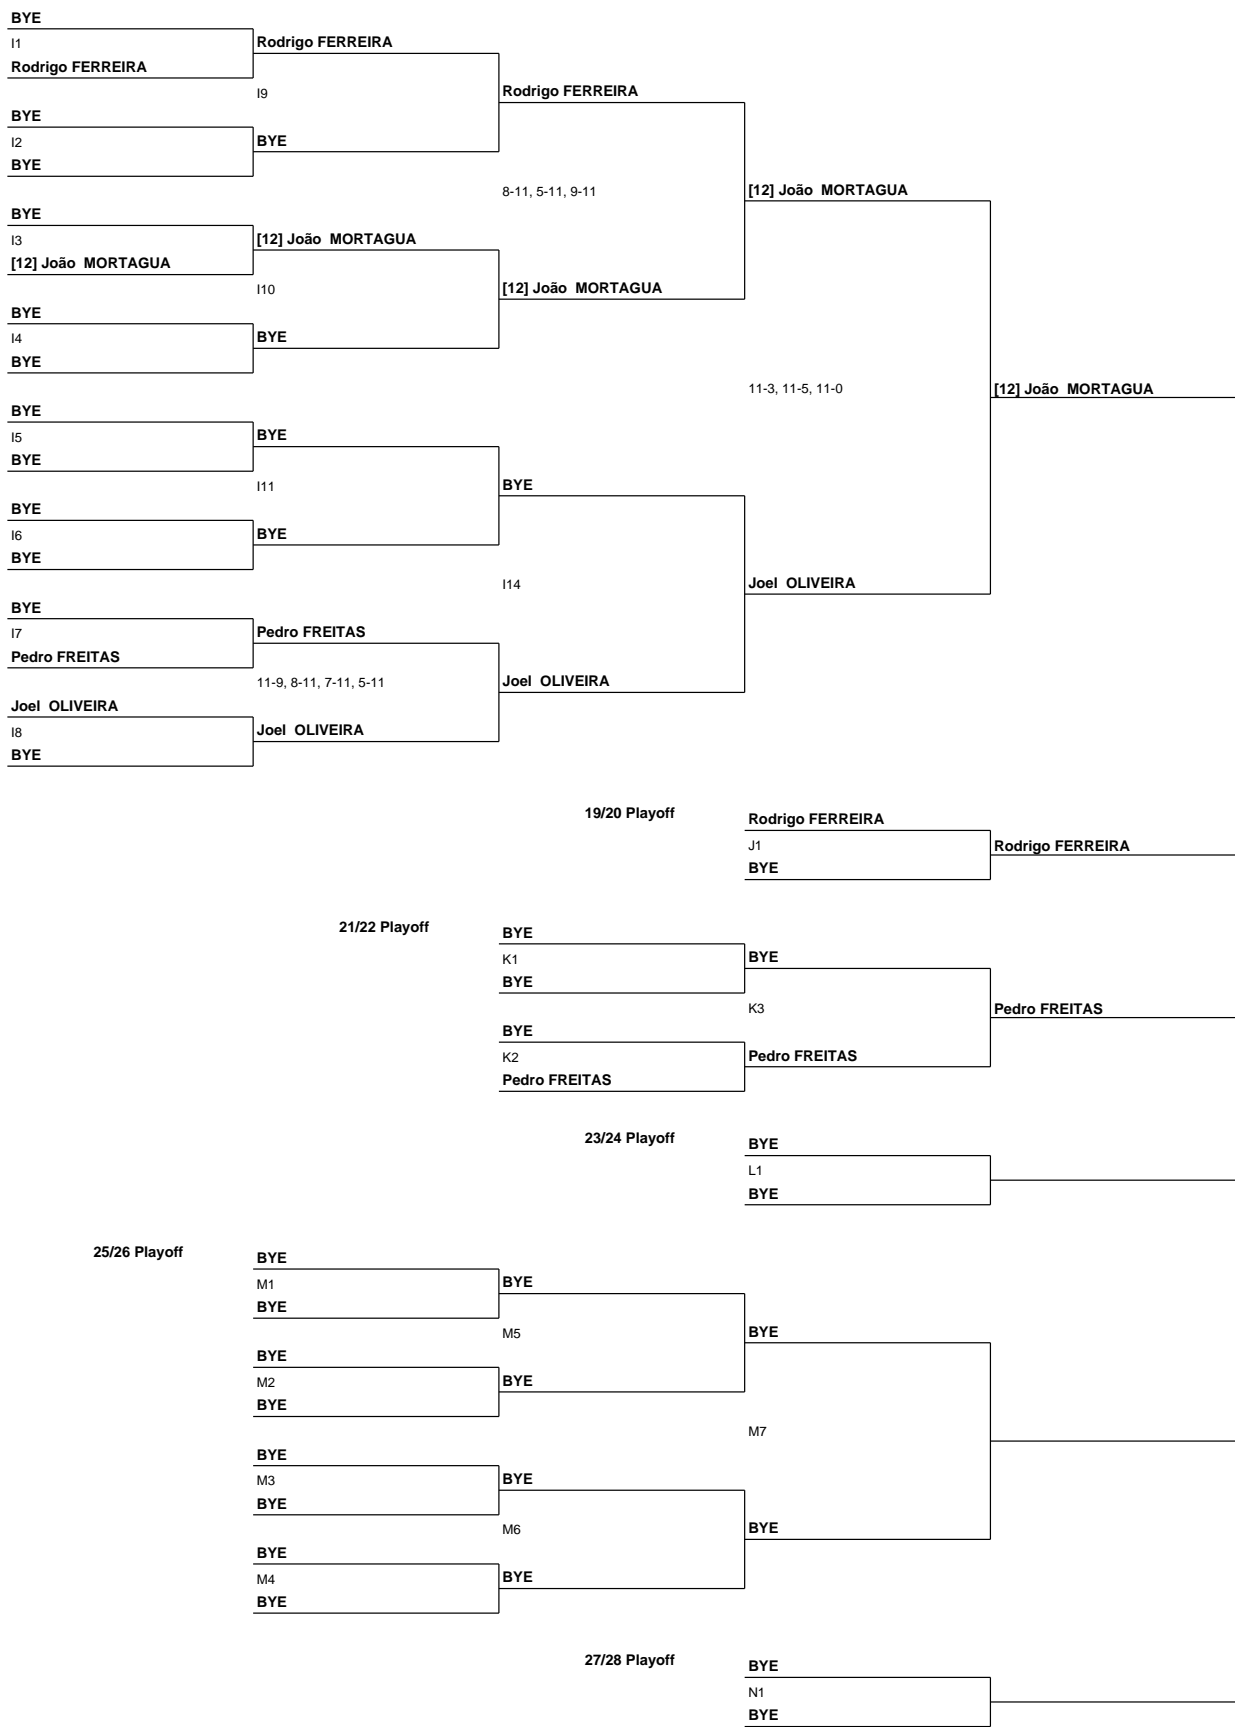 BYE
I1
Rodrigo FERREIRA
Rodrigo FERREIRA
I9
Rodrigo FERREIRA
BYE
I2
BYE
BYE
8-11, 5-11, 9-11
[12] João  MORTAGUA
BYE
I3
[12] João  MORTAGUA
[12] João  MORTAGUA
I10
[12] João  MORTAGUA
BYE
I4
BYE
BYE
11-3, 11-5, 11-0
[12] João  MORTAGUA
BYE
I5
BYE
BYE
I11
BYE
BYE
I6
BYE
BYE
I14
Joel  OLIVEIRA
BYE
I7
Pedro FREITAS
Pedro FREITAS
11-9, 8-11, 7-11, 5-11
Joel  OLIVEIRA
Joel  OLIVEIRA
I8
Joel  OLIVEIRA
BYE
19/20 Playoff
Rodrigo FERREIRA
J1
Rodrigo FERREIRA
BYE
21/22 Playoff
BYE
K1
BYE
BYE
K3
Pedro FREITAS
BYE
K2
Pedro FREITAS
Pedro FREITAS
23/24 Playoff
BYE
L1
BYE
25/26 Playoff
BYE
M1
BYE
BYE
M5
BYE
BYE
M2
BYE
BYE
M7
BYE
M3
BYE
BYE
M6
BYE
BYE
M4
BYE
BYE
27/28 Playoff
BYE
N1
BYE